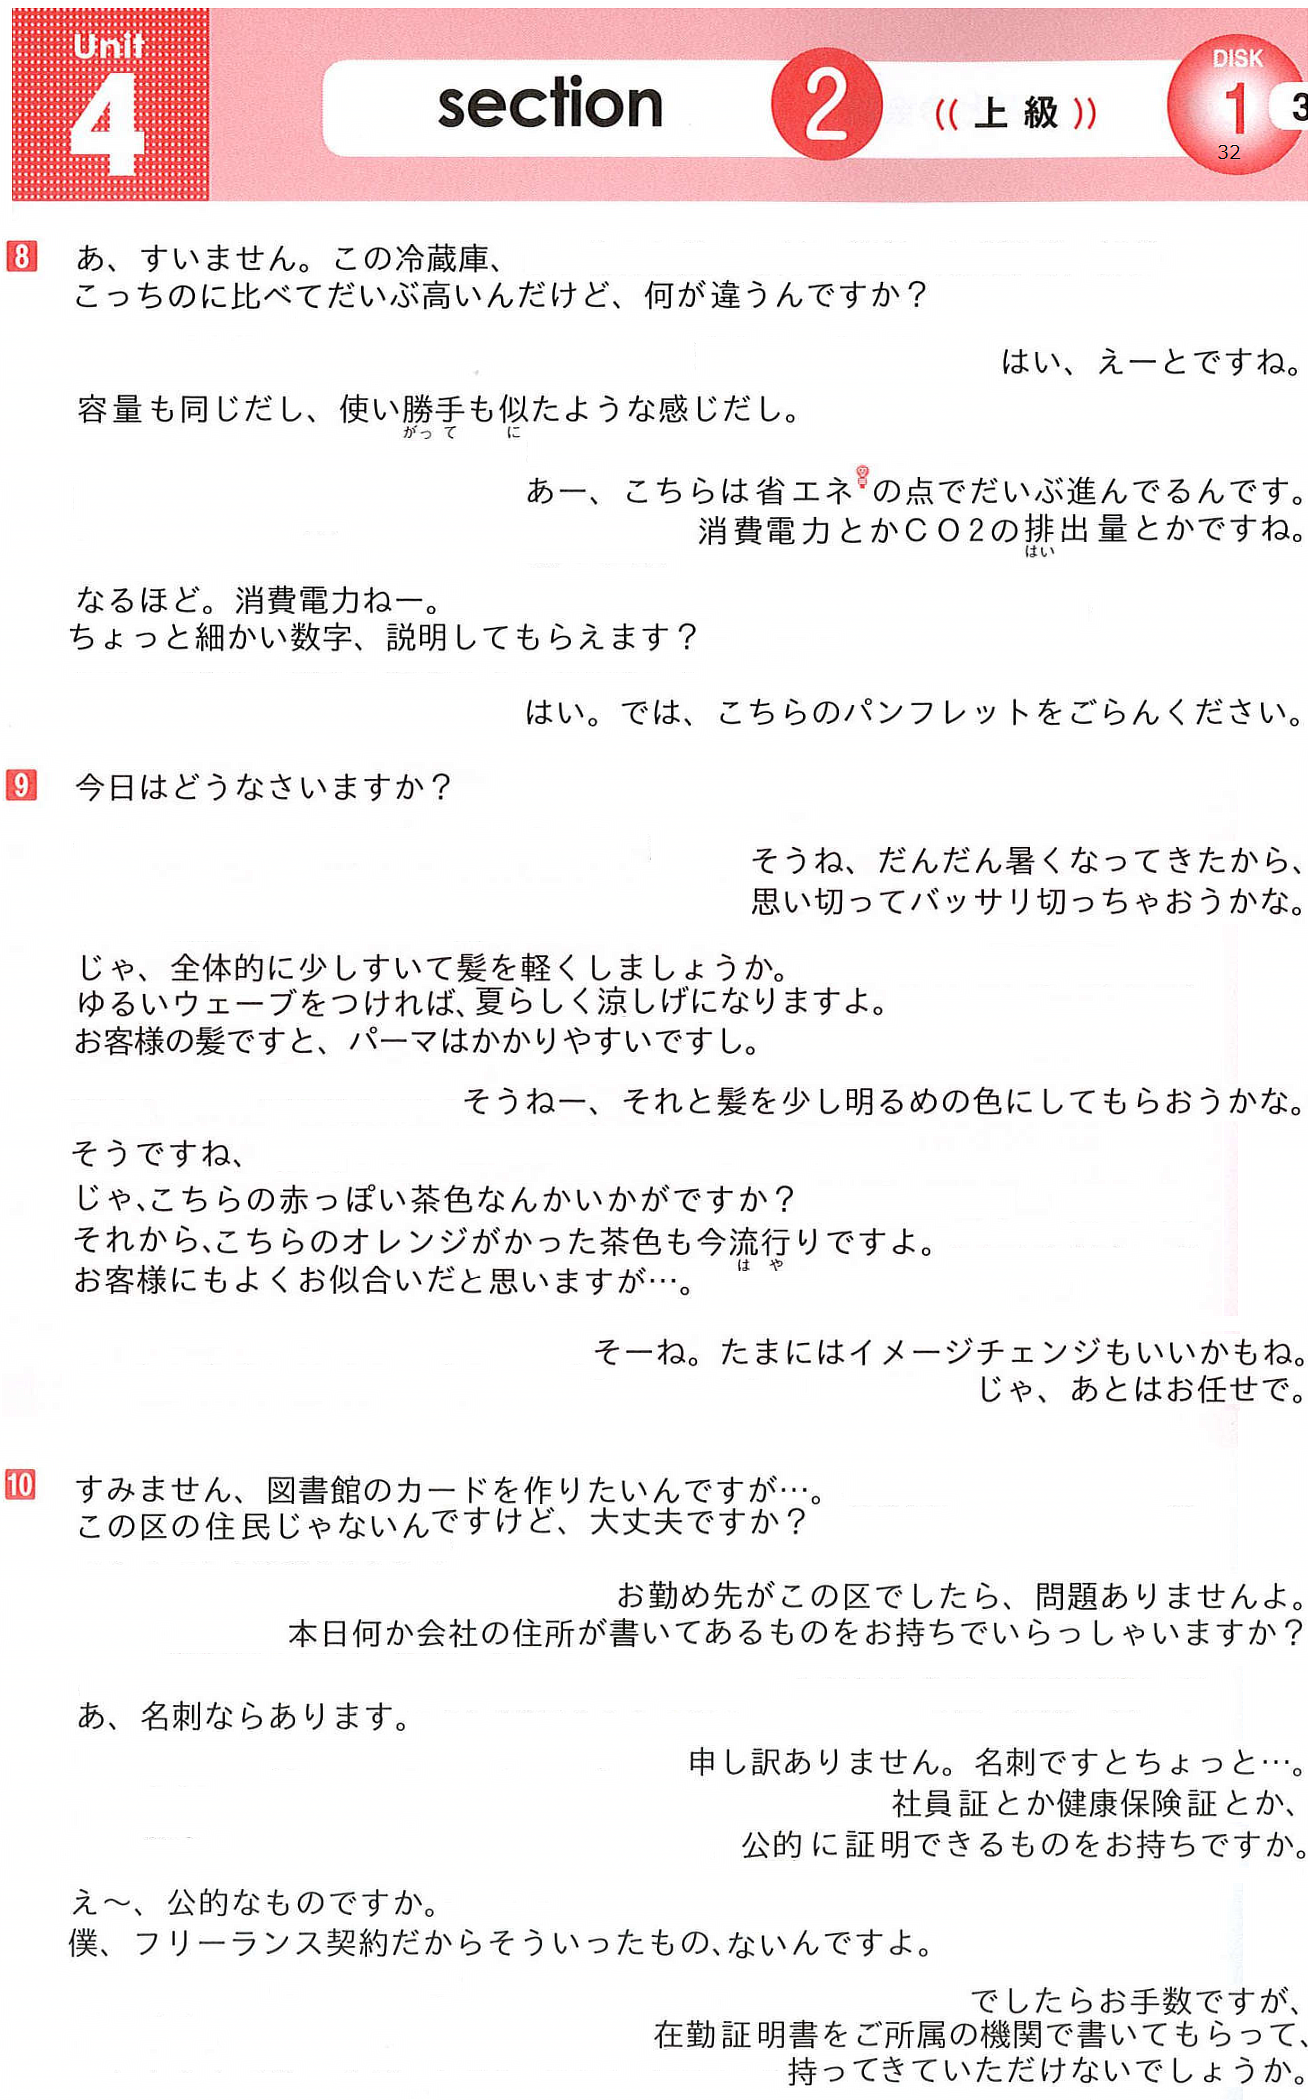 Unit
4
section 2 ((上級))
DISK
1 3
32
8 あ、すいません。この冷蔵庫、
こっちのに比べてだいぶ高いんだけど、何が違うんですか？
はい、えーとですね。
容量も同じだし、使い勝手も似たような感じだし。
がって に
あー、こちらは省エネの点でだいぶ進んでるんです。
消費電力とかCO2の排出量とかですね。
はい
なるほど。消費電力ねー。
ちょっと細かい数字、説明してもらえます？
はい。では、こちらのパンフレットをごらんください。
9 今日はどうなさいますか？
そうね、だんだん暑くなってきたから、
思い切ってバッサリ切っちゃおうかな。
じゃ、全体的に少しすいて髪を軽くしましょうか。
ゆるいウェーブをつければ、夏らしく涼しげになりますよ。
お客様の髪ですと、パーマはかかりやすいですし。
そうねー、それと髪を少し明るめの色にしてもらおうかな。
そうですね、
じゃ、こちらの赤っぽい茶色なんかいかがですか？
それから、こちらのオレンジがかった茶色も今流行りですよ。
はや
お客様にもよくお似合いだと思いますが…。
そーね。たまにはイメージチェンジもいいかもね。
じゃ、あとはお任せで。
10 すみません、図書館のカードを作りたいんですが…。
この区の住民じゃないんですけど、大丈夫ですか？
お勤め先がこの区でしたら、問題ありませんよ。
本日何か会社の住所が書いてあるものをお持ちでいらっしゃいますか？
あ、名刺ならあります。
申し訳ありません。名刺ですとちょっと…。
社員証とか健康保険証とか、
公的に証明できるものをお持ちですか。
え〜、公的なものですか。
僕、フリーランス契約だからそういったもの、ないんですよ。
でしたらお手数ですが、
在勤証明書をご所属の機関で書いてもらって、
持ってきていただけないでしょうか。